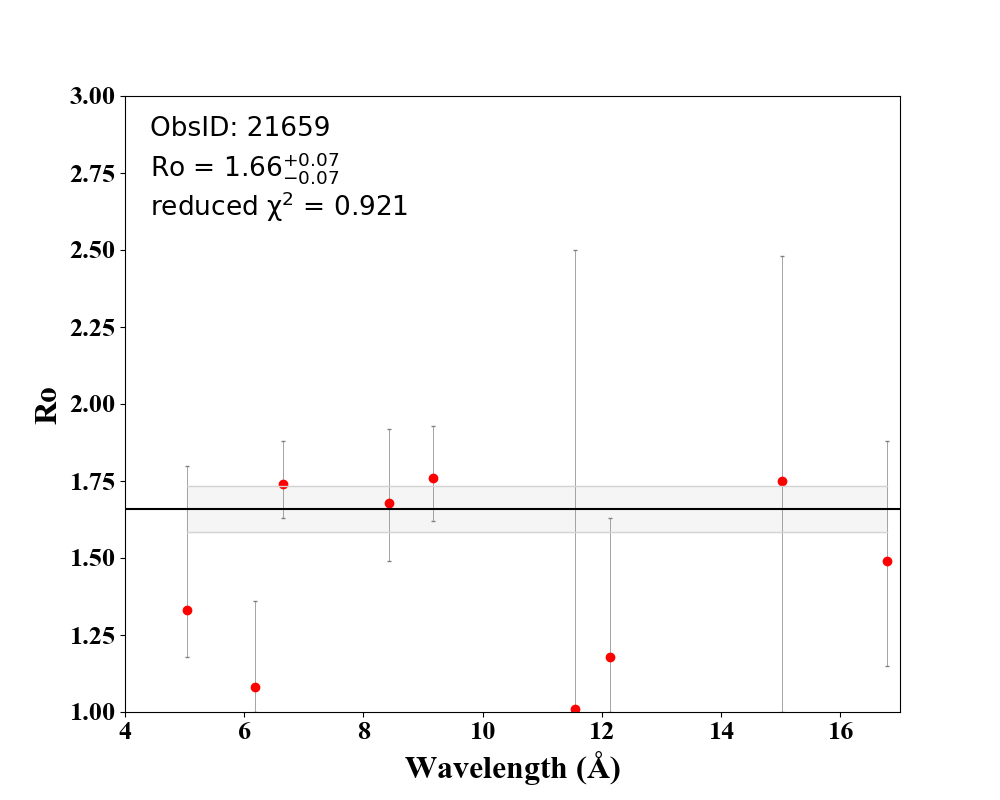 ObsID: 21659
Ro = 1.66+0.07 −0.07
reduced χ² = 0.921
3.00
2.75
2.50
2.25
2.00
1.75
1.50
1.25
1.00
Ro
4 6 8 10 12 14 16
Wavelength (Å)